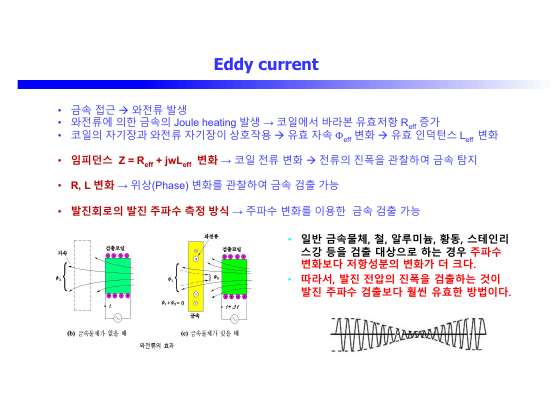 Eddy current
• 금속 접근 → 와전류 발생
• 와전류에 의한 금속의 Joule heating 발생 → 코일에서 바라본 유효저항 Reff 증가
• 코일의 자기장과 와전류 자기장이 상호작용 → 유효 자속 Φeff 변화 → 유효 인덕턴스 Leff 변화
• 임피던스 Z = Reff + jwLeff 변화 → 코일 전류 변화 → 전류의 진폭을 관찰하여 금속 탐지
• R, L 변화 → 위상(Phase) 변화를 관찰하여 금속 검출 가능
• 발진회로의 발진 주파수 측정 방식 → 주파수 변화를 이용한 금속 검출 가능
• 일반 금속물체, 철, 알루미늄, 황동, 스테인리
스강 등을 검출 대상으로 하는 경우 주파수
변화보다 저항성분의 변화가 더 크다.
• 따라서, 발진 전압의 진폭을 검출하는 것이
발진 주파수 검출보다 훨씬 유효한 방법이다.
자속
검출코일
I
(b) 금속물체가 없을 때
와전류
검출코일
금속
I+ΔI
(c) 금속물체가 있을 때
와전류의 효과